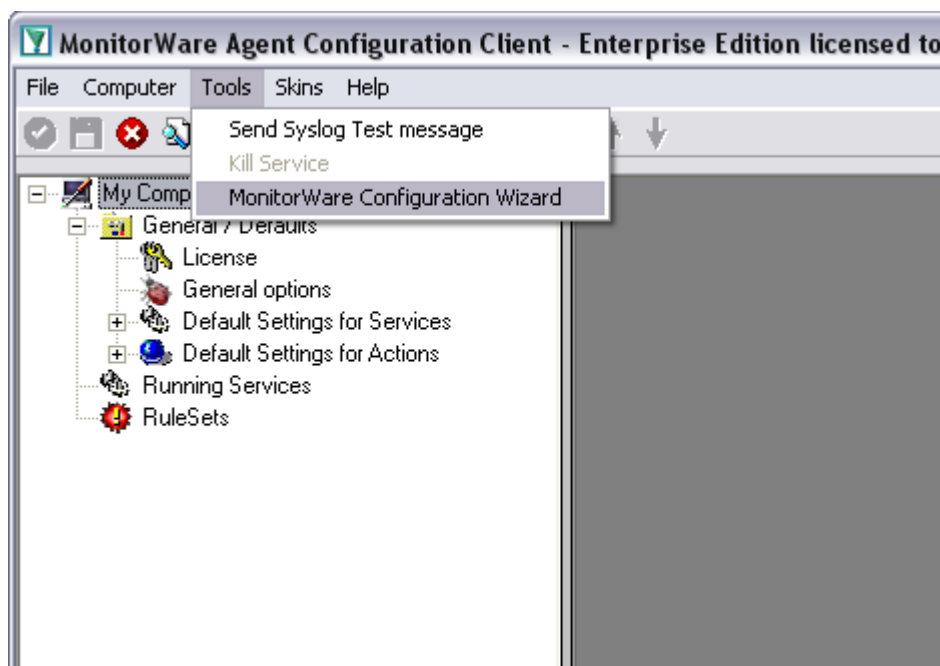 MonitorWare Agent Configuration Client - Enterprise Edition licensed to
File Computer Tools Skins Help
Send Syslog Test message
Kill Service
MonitorWare Configuration Wizard
My Comp
General / Defaults
License
General options
Default Settings for Services
Default Settings for Actions
Running Services
RuleSets